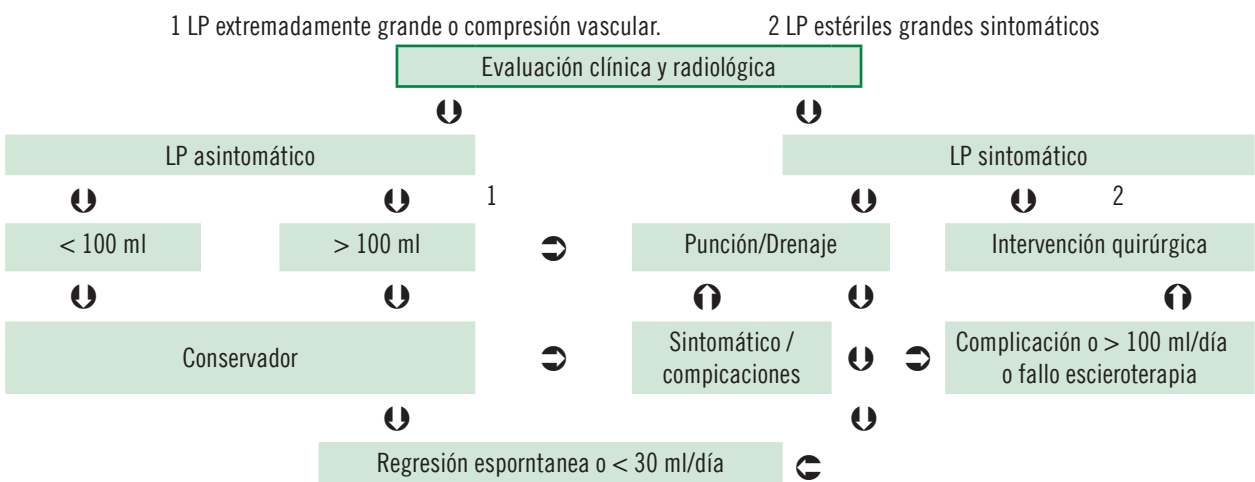 1 LP extremadamente grande o compresión vascular. 2 LP estériles grandes sintomáticos
Evaluación clínica y radiológica
LP asintomático
LP sintomático
1
2
< 100 ml
> 100 ml
Punción/Drenaje
Intervención quirúrgica
Conservador
Sintomático /
compicaciones
Complicación o > 100 ml/día
o fallo escieroterapia
Regresión esporntanea o < 30 ml/día